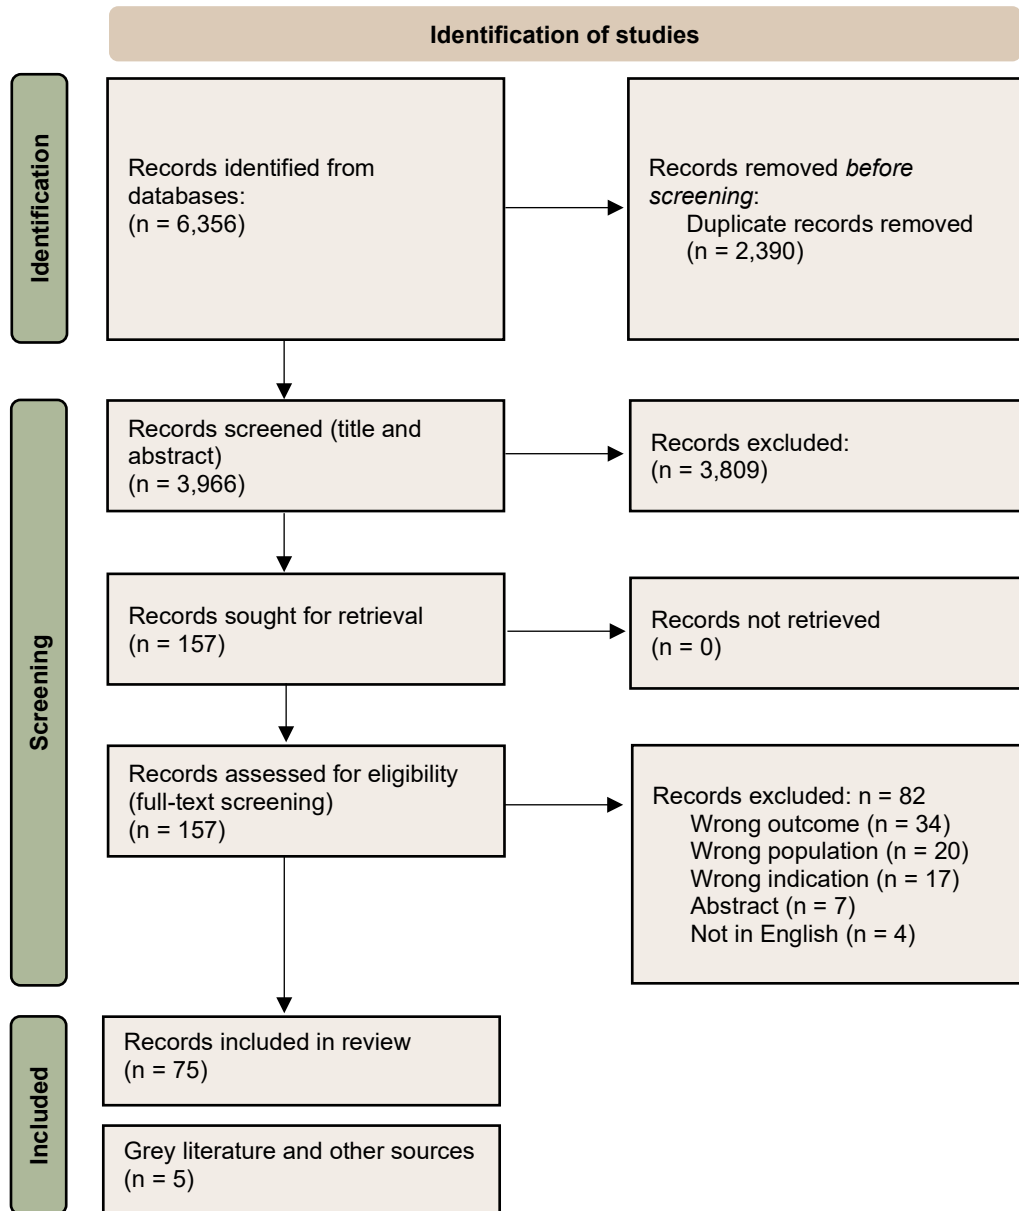 Identification of studies
Identification
Records identified from
databases:
(n = 6,356)
Records removed before
screening:
Duplicate records removed
(n = 2,390)
Screening
Records screened (title and
abstract)
(n = 3,966)
Records excluded:
(n = 3,809)
Records sought for retrieval
(n = 157)
Records not retrieved
(n = 0)
Records assessed for eligibility
(full-text screening)
(n = 157)
Records excluded: n = 82
Wrong outcome (n = 34)
Wrong population (n = 20)
Wrong indication (n = 17)
Abstract (n = 7)
Not in English (n = 4)
Included
Records included in review
(n = 75)
Grey literature and other sources
(n = 5)